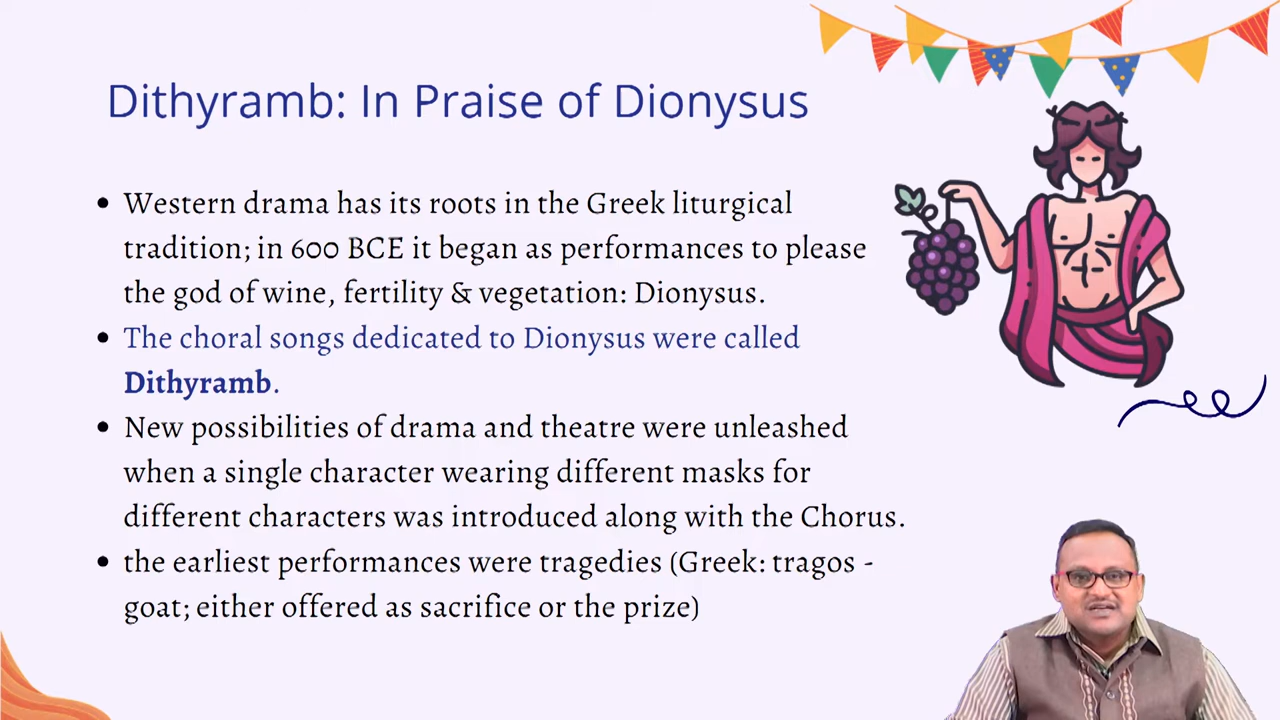 Dithyramb: In Praise of Dionysus
• Western drama has its roots in the Greek liturgical
tradition; in 600 BCE it began as performances to please
the god of wine, fertility & vegetation: Dionysus.
• The choral songs dedicated to Dionysus were called
Dithyramb.
• New possibilities of drama and theatre were unleashed
when a single character wearing different masks for
different characters was introduced along with the Chorus.
• the earliest performances were tragedies (Greek: tragos -
goat; either offered as sacrifice or the prize)